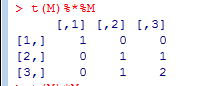 > t(M)%*%M
     [,1] [,2] [,3]
[1,]    1    0    0
[2,]    0    1    1
[3,]    0    1    2